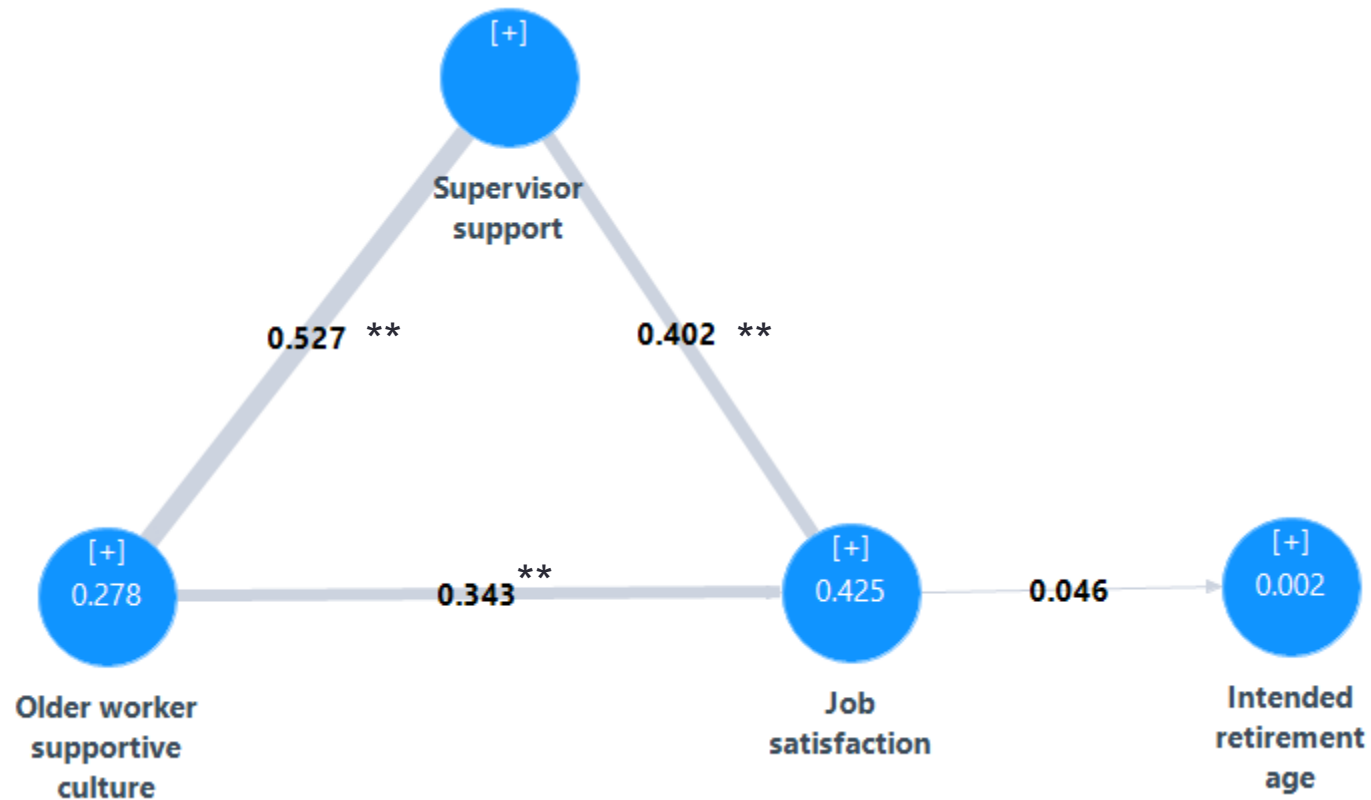 [+]
Supervisor
support
0.527 **
0.402 **
[+]
0.278
Older worker
supportive
culture
0.343 **
[+]
0.425
Job
satisfaction
0.046
[+]
0.002
Intended
retirement
age